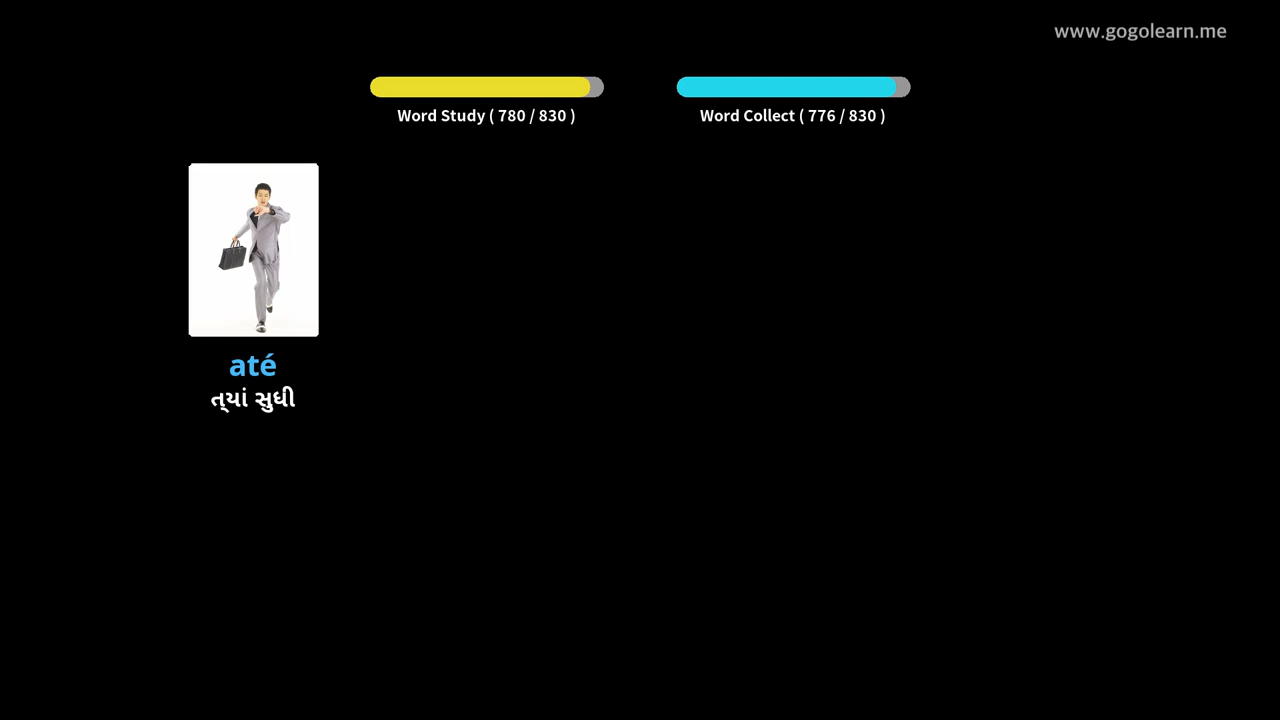 www.gogolearn.me
Word Study ( 780 / 830 )
Word Collect ( 776 / 830 )
até
ત્યાં સુધી